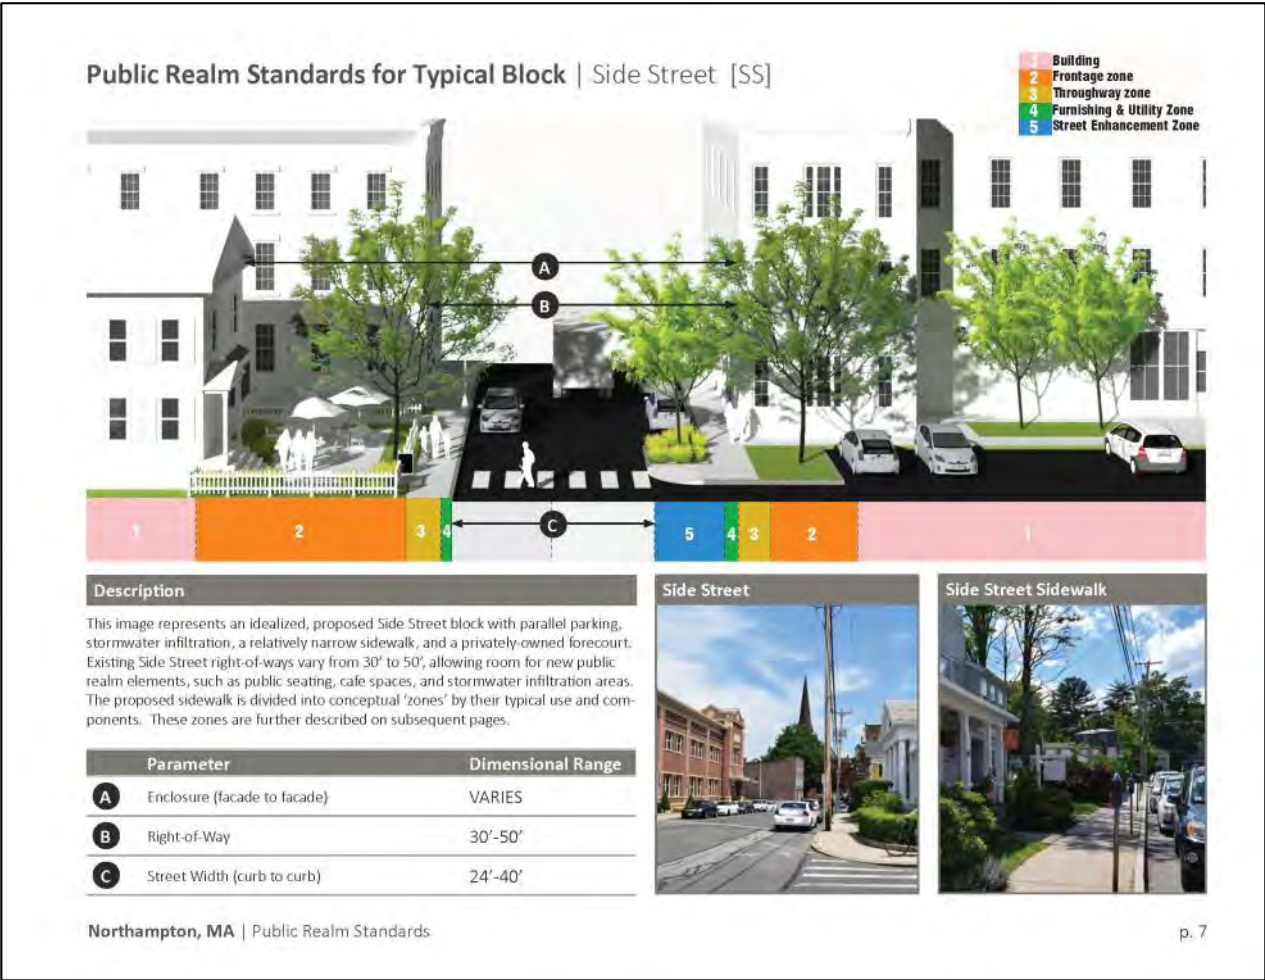 Public Realm Standards for Typical Block | Side Street [SS]
1 Building
2 Frontage zone
3 Throughway zone
4 Furnishing & Utility Zone
5 Street Enhancement Zone
A
B
1 2 3 4 C 5 4 3 2 1
Description
This image represents an idealized, proposed Side Street block with parallel parking,
stormwater infiltration, a relatively narrow sidewalk, and a privately-owned forecourt.
Existing Side Street right-of-ways vary from 30' to 50', allowing room for new public
realm elements, such as public seating, cafe spaces, and stormwater infiltration areas.
The proposed sidewalk is divided into conceptual 'zones' by their typical use and com-
ponents. These zones are further described on subsequent pages.
Parameter Dimensional Range
A Enclosure (facade to facade) VARIES
B Right-of-Way 30'-50'
C Street Width (curb to curb) 24'-40'
Side Street
Side Street Sidewalk
Northampton, MA | Public Realm Standards
p. 7